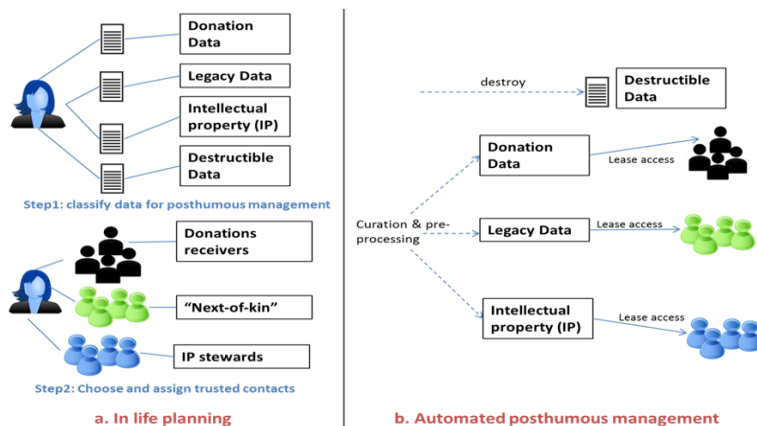 Donation
Data
Legacy Data
Intellectual
property (IP)
Destructible
Data
Step1: classify data for posthumous management
Donations
receivers
"Next-of-kin"
IP stewards
Step2: Choose and assign trusted contacts
a. In life planning
destroy
Destructible
Data
Donation
Data
Lease access
Curation & pre-
processing
Legacy Data
Lease access
Intellectual
property (IP)
Lease access
b. Automated posthumous management